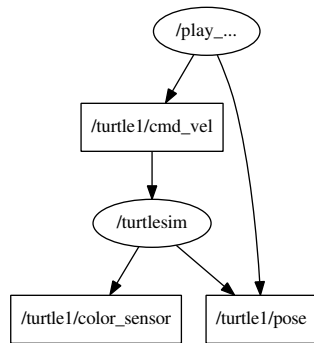 /play_...
/turtle1/cmd_vel
/turtlesim
/turtle1/color_sensor
/turtle1/pose